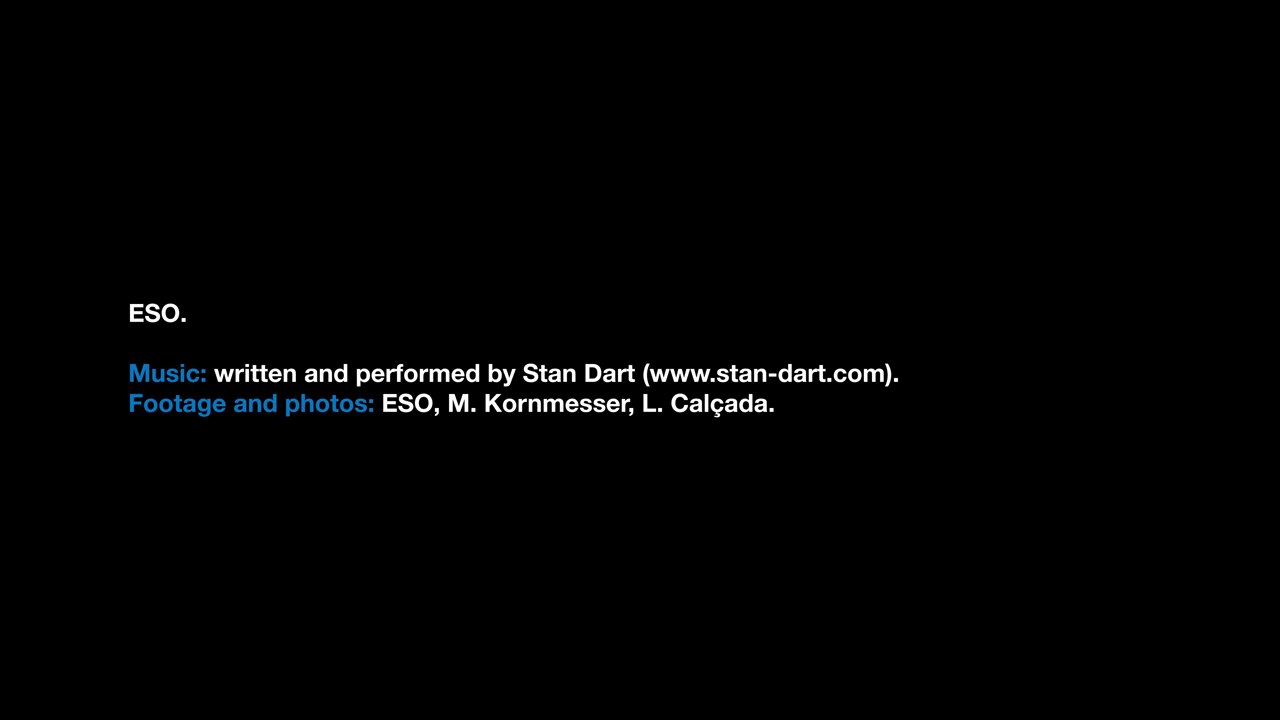 ESO.
Music: written and performed by Stan Dart (www.stan-dart.com).
Footage and photos: ESO, M. Kornmesser, L. Calçada.